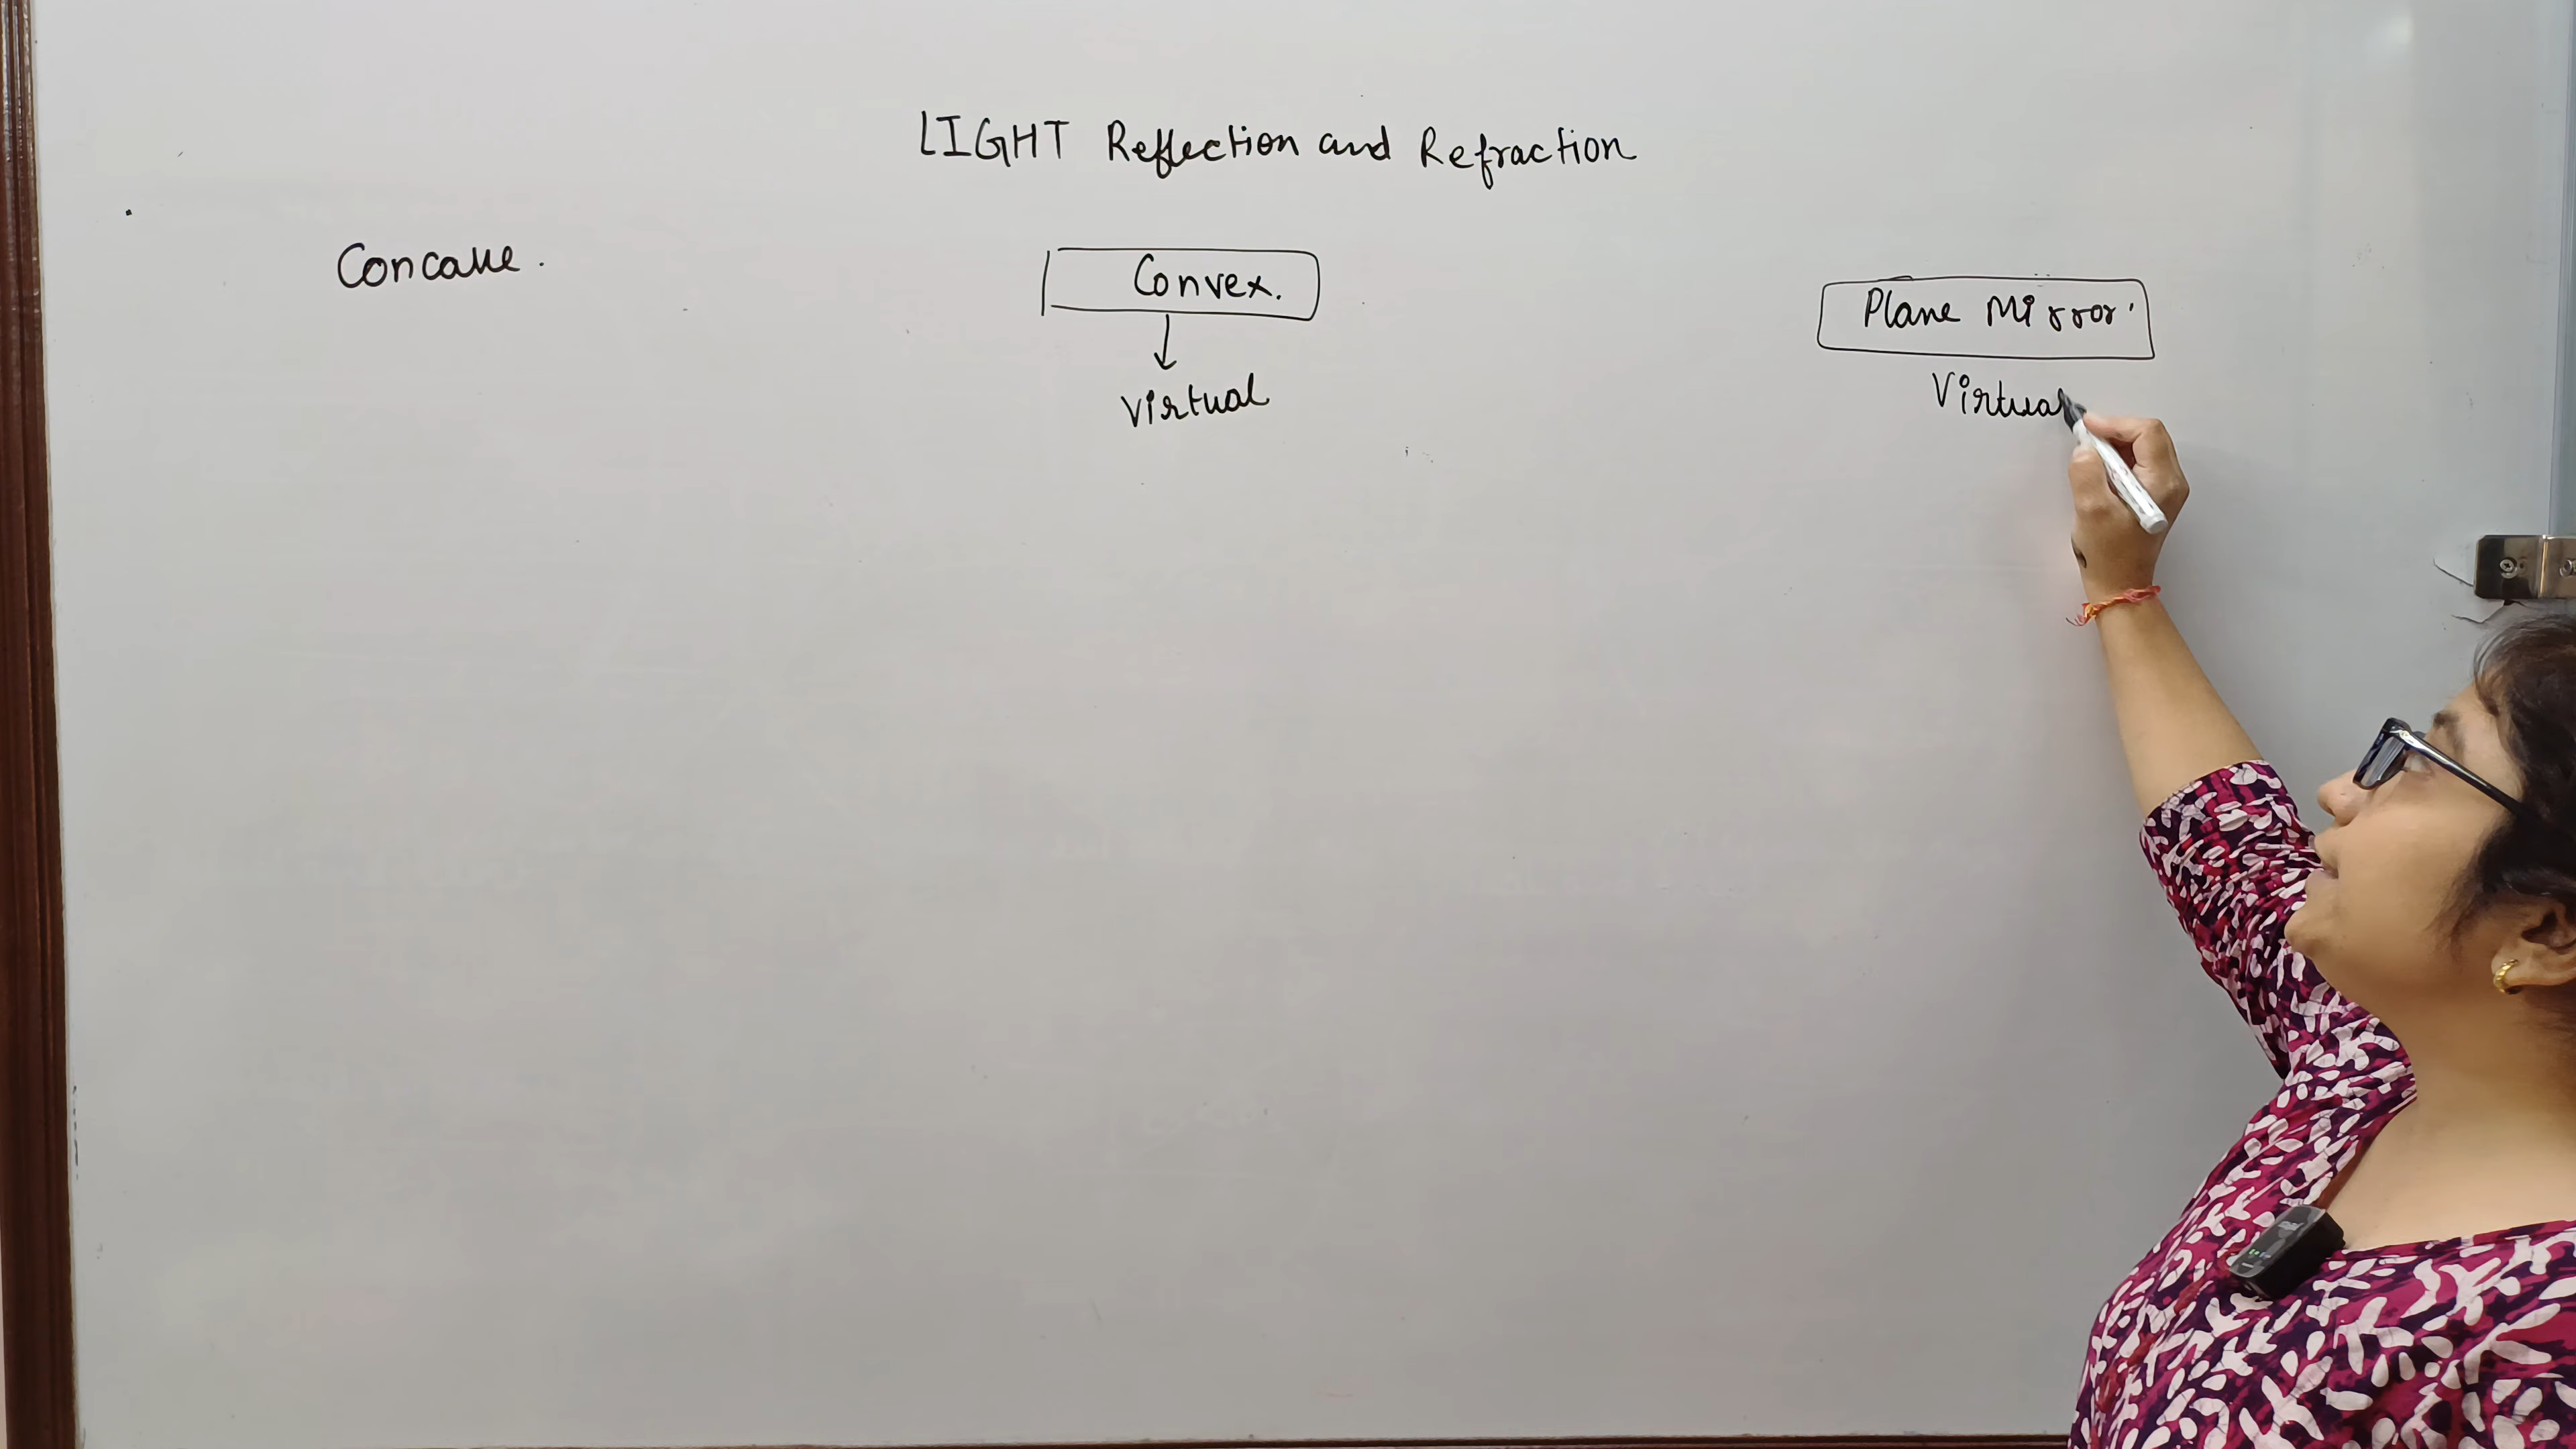 LIGHT Reflection and Refraction
Concave.
Convex.
Plane Mirror.
Virtual
Virtual